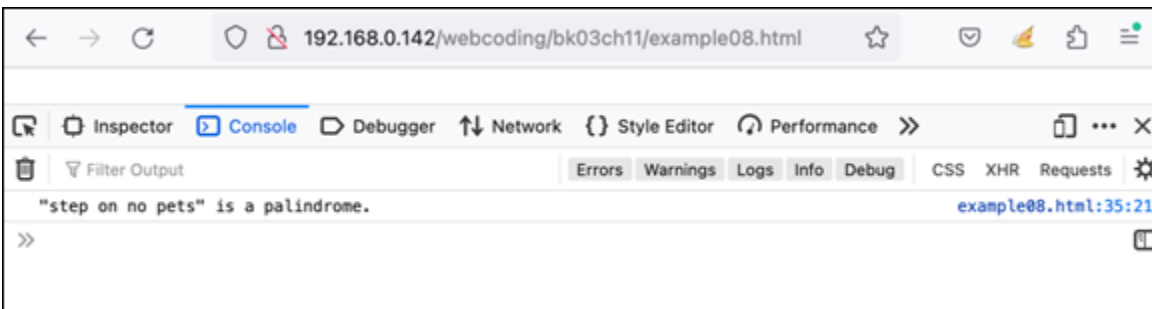 192.168.0.142/webcoding/bk03ch11/example08.html
Inspector Console Debugger Network {} Style Editor Performance
Filter Output Errors Warnings Logs Info Debug CSS XHR Requests
"step on no pets" is a palindrome. example08.html:35:21